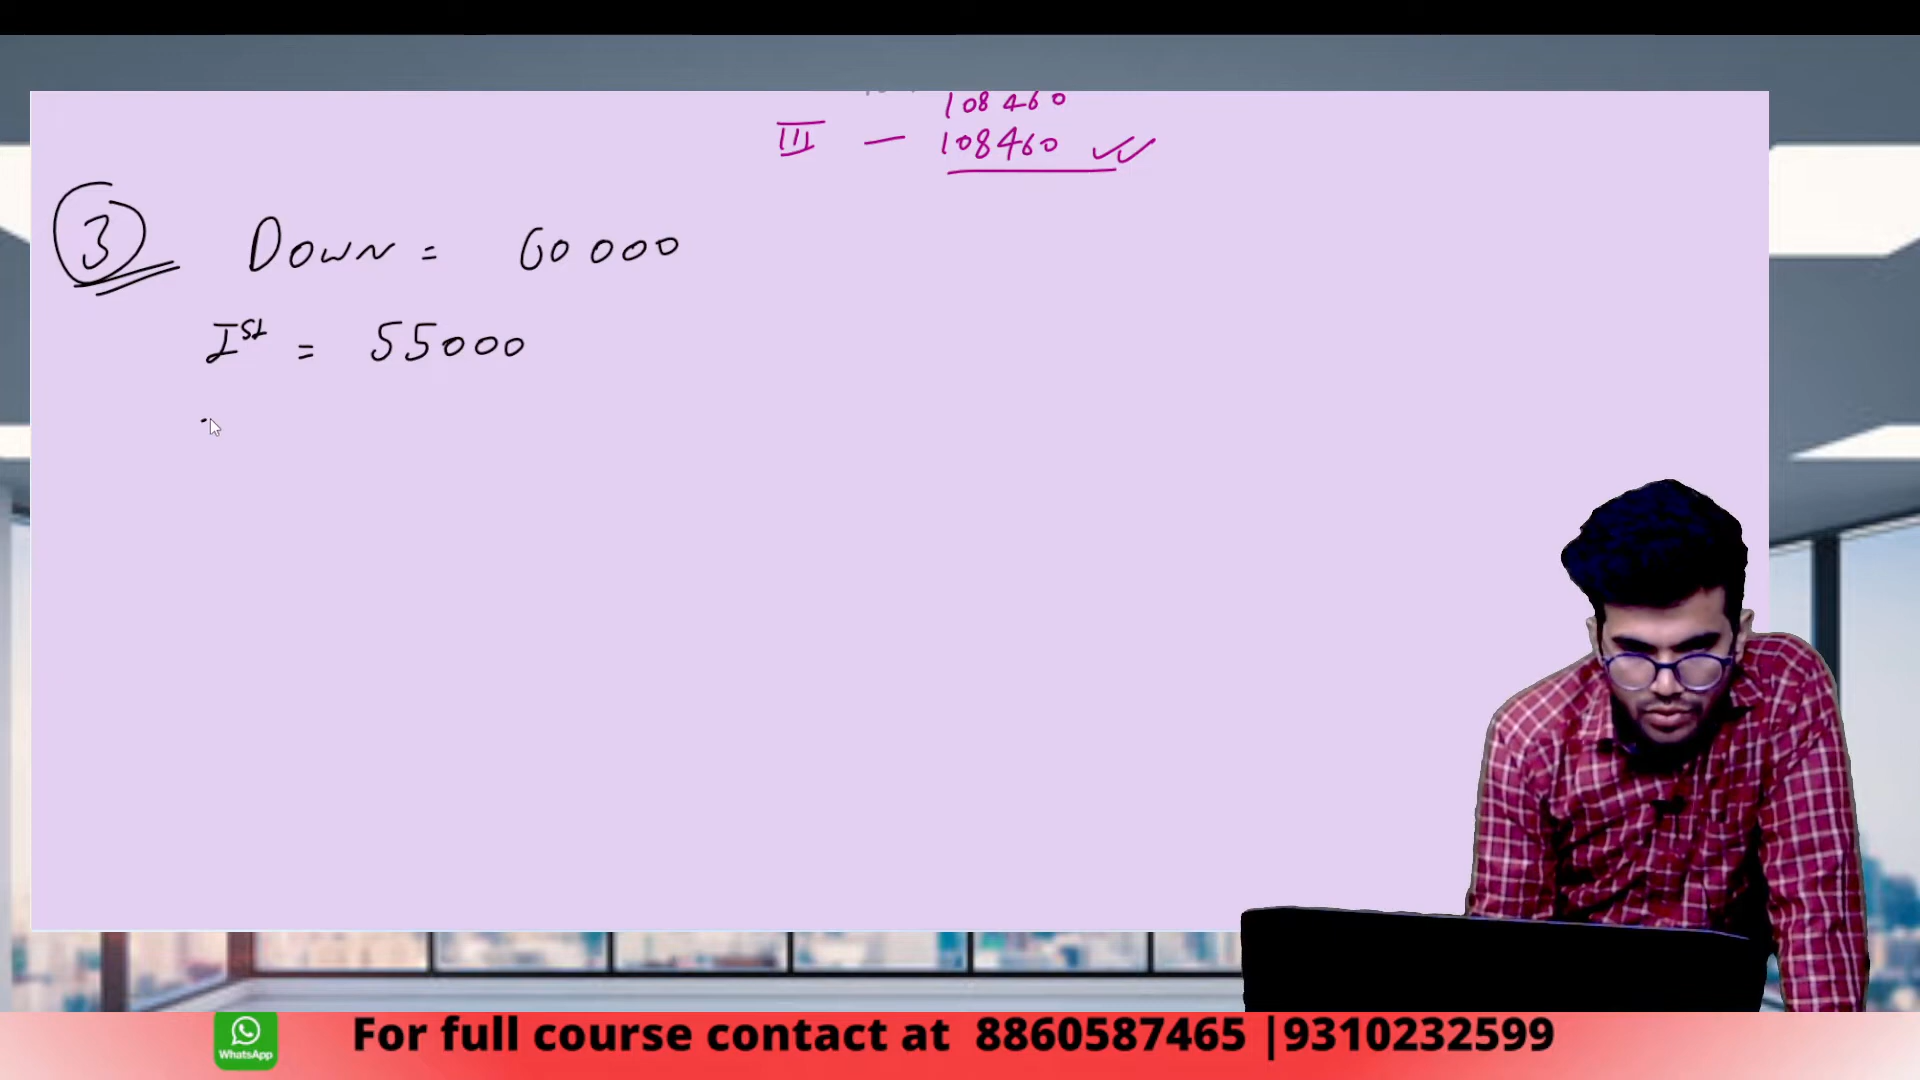 108460
III — 108460
3 Down = 60000
Ist = 55000
WhatsApp
For full course contact at 8860587465 |9310232599